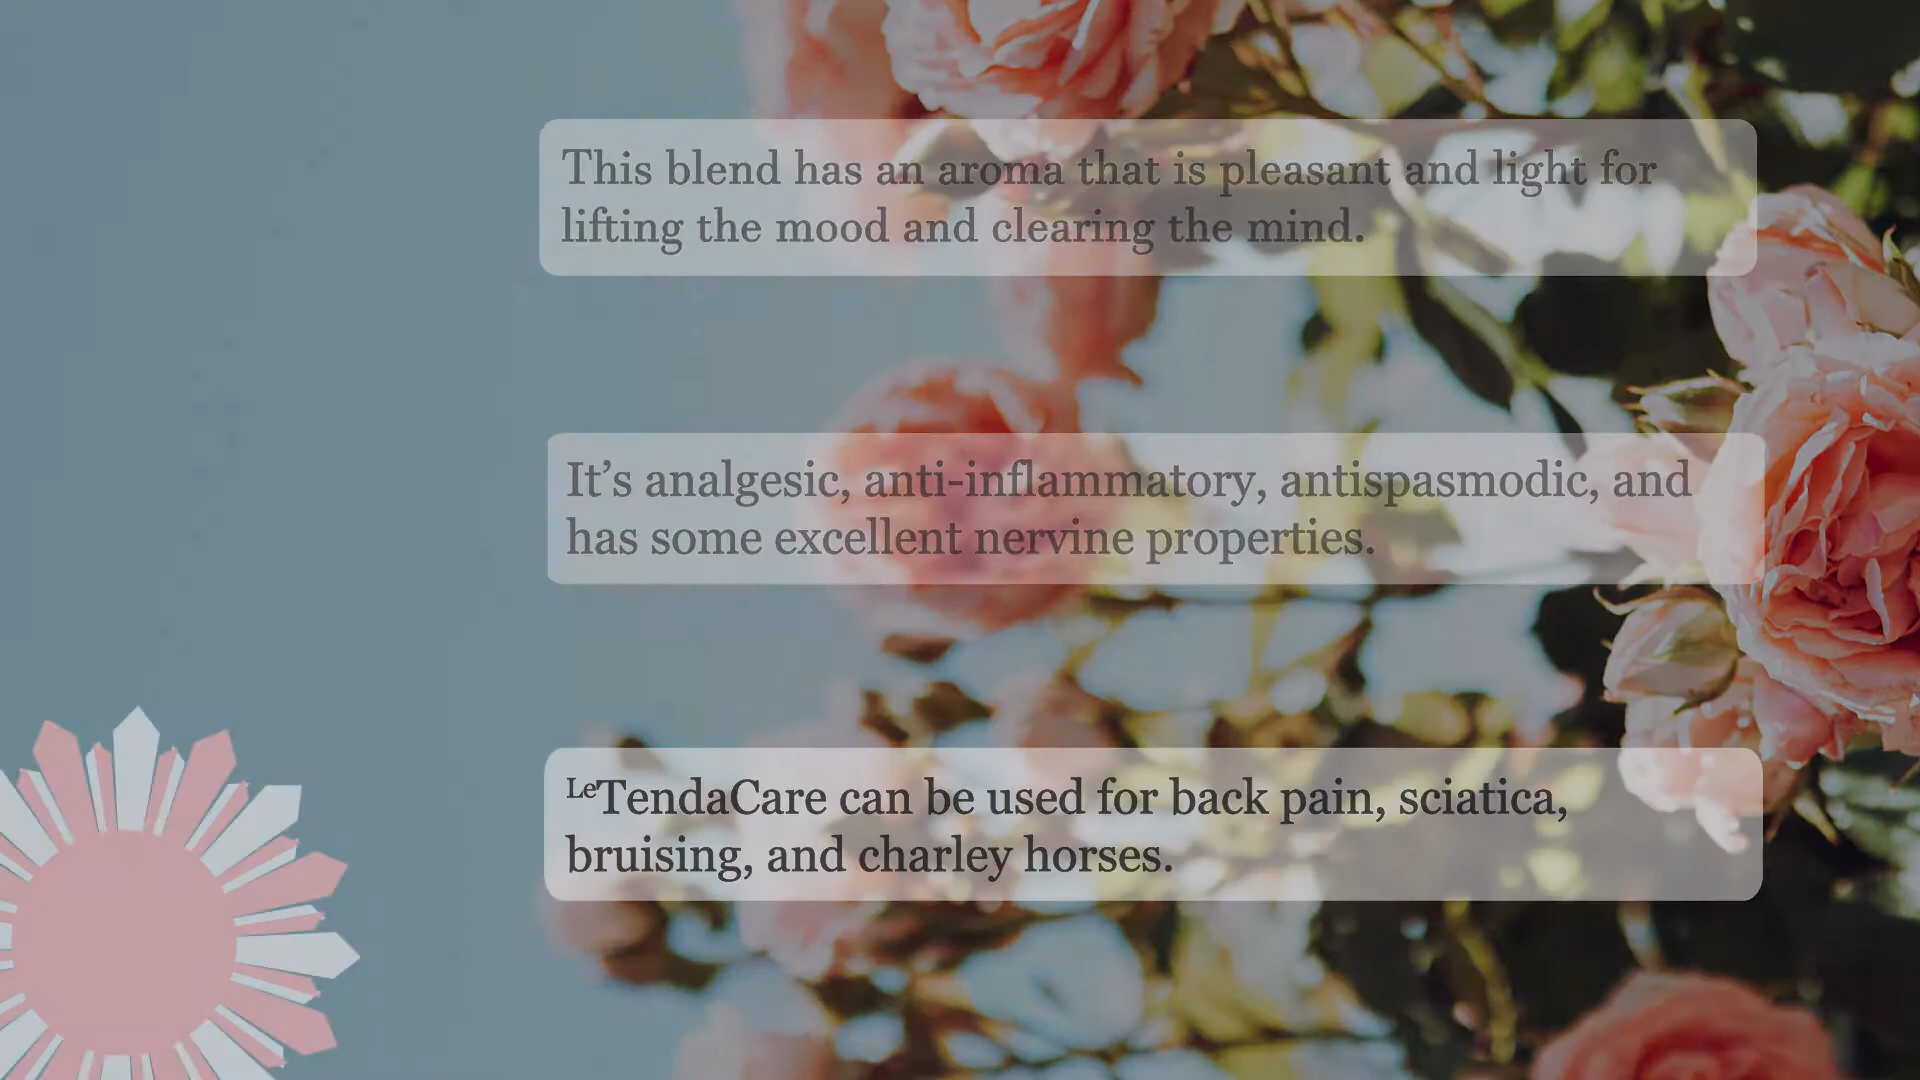 This blend has an aroma that is pleasant and light for
lifting the mood and clearing the mind.
It’s analgesic, anti-inflammatory, antispasmodic, and
has some excellent nervine properties.
LeTendaCare can be used for back pain, sciatica,
bruising, and charley horses.